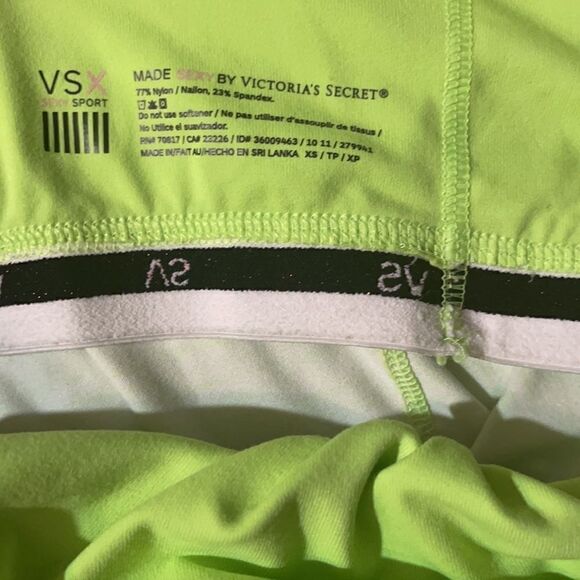 VSX
SEXY SPORT
MADE SEXY BY VICTORIA'S SECRET®
77% Nylon / Nailon, 23% Spandex.
Do not use softener / Ne pas utiliser d'assouplir de tissus /
No Utilice el suavizador.
RN# 70817 / CA# 23226 / ID# 36009463 / 10 11 / 279941
MADE IN/FAIT AU/HECHO EN SRI LANKA XS / TP / XP
VS VS